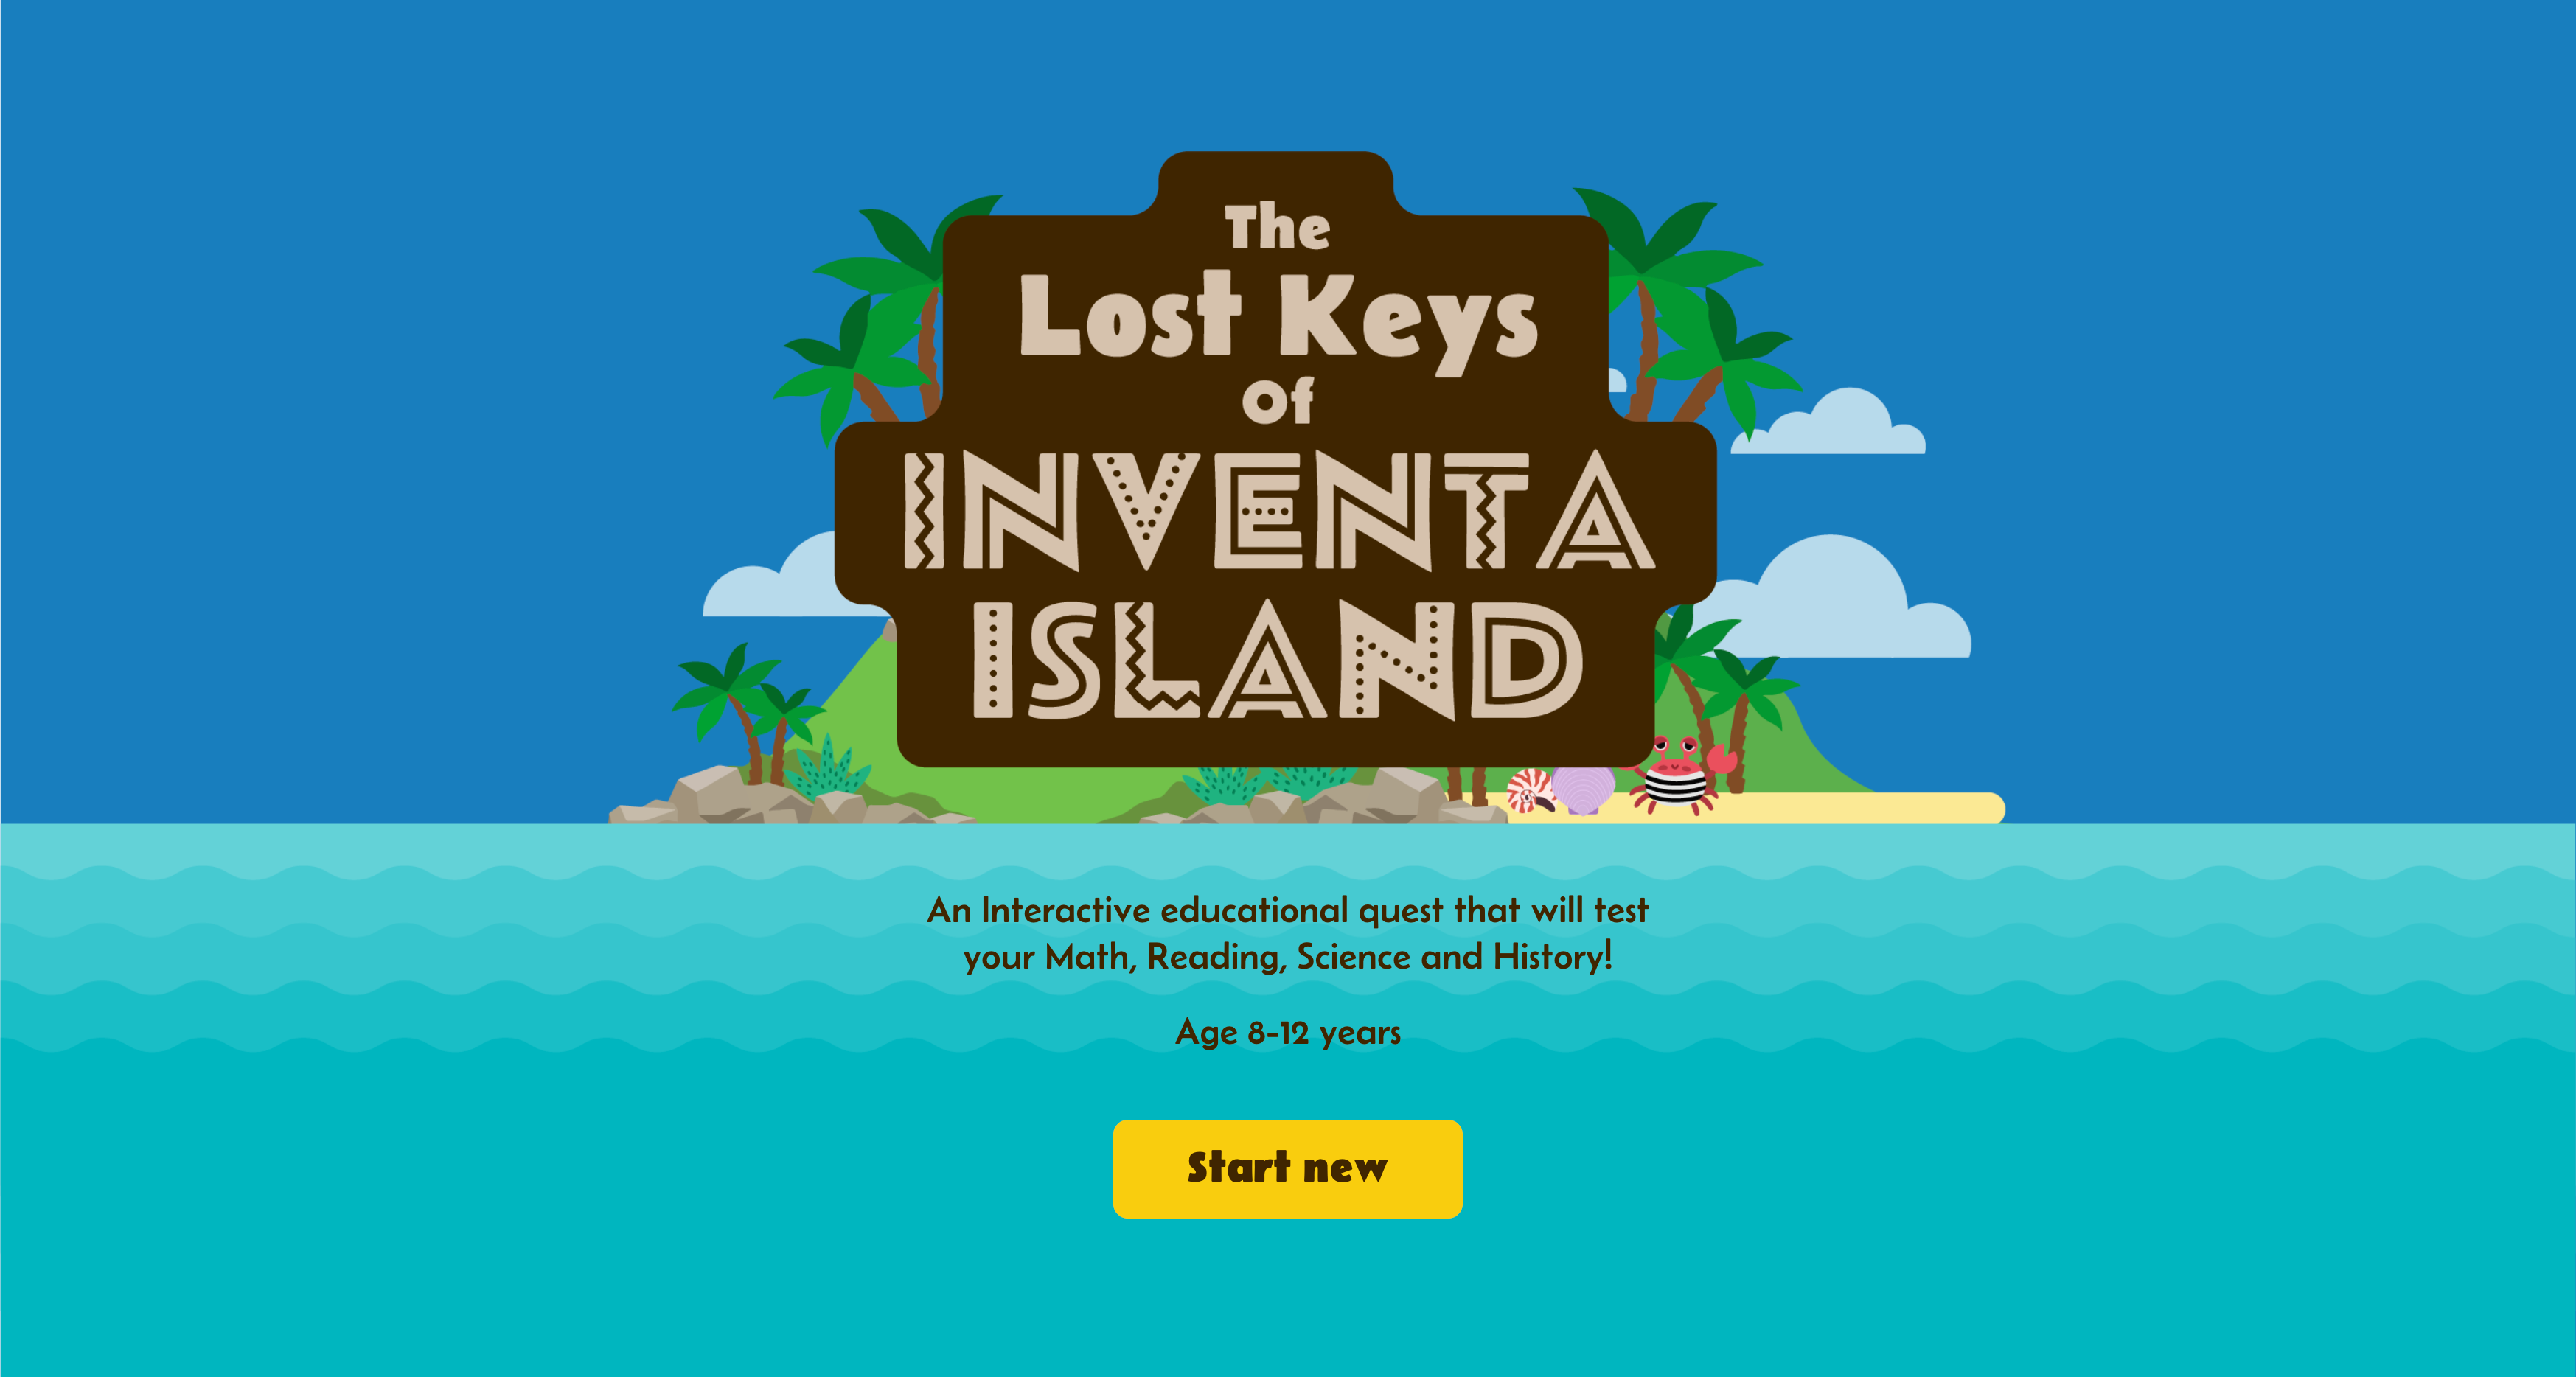 The
Lost Keys
of
INVENTA
ISLAND
An Interactive educational quest that will test
your Math, Reading, Science and History!
Age 8-12 years
Start new